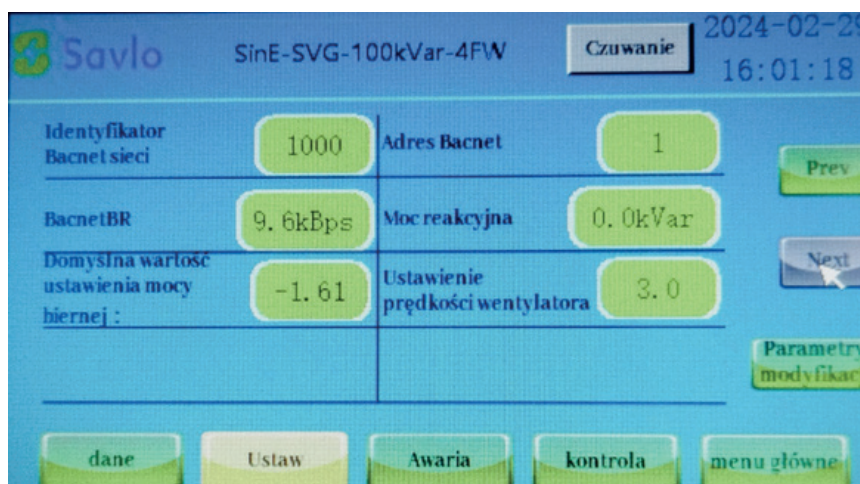 Savlo
SinE-SVG-100kVar-4FW
Czuwanie
2024-02-29
16:01:18
Identyfikator
Bacnet sieci
1000
Adres Bacnet
1
Prev
BacnetBR
9.6kBps
Moc reakcyjna
0.0kVar
Domyślna wartość
ustawienia mocy
biernej :
-1.61
Ustawienie
prędkości wentylatora
3.0
Next
Parametry
modyfikac
dane
Ustaw
Awaria
kontrola
menu główne